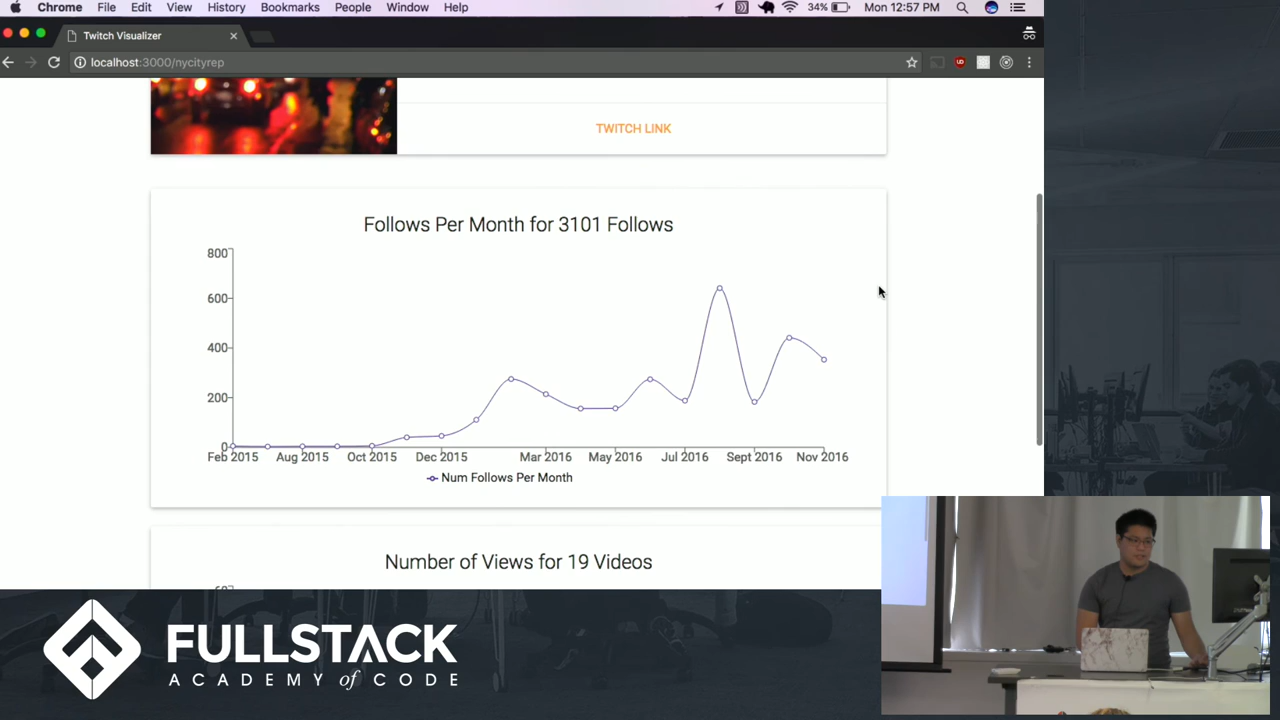 Chrome File Edit View History Bookmarks People Window Help 34% Mon 12:57 PM
Twitch Visualizer
localhost:3000/nycityrep
TWITCH LINK
Follows Per Month for 3101 Follows
800
600
400
200
0
Feb 2015 Aug 2015 Oct 2015 Dec 2015 Mar 2016 May 2016 Jul 2016 Sept 2016 Nov 2016
Num Follows Per Month
Number of Views for 19 Videos
FULLSTACK
ACADEMY of CODE